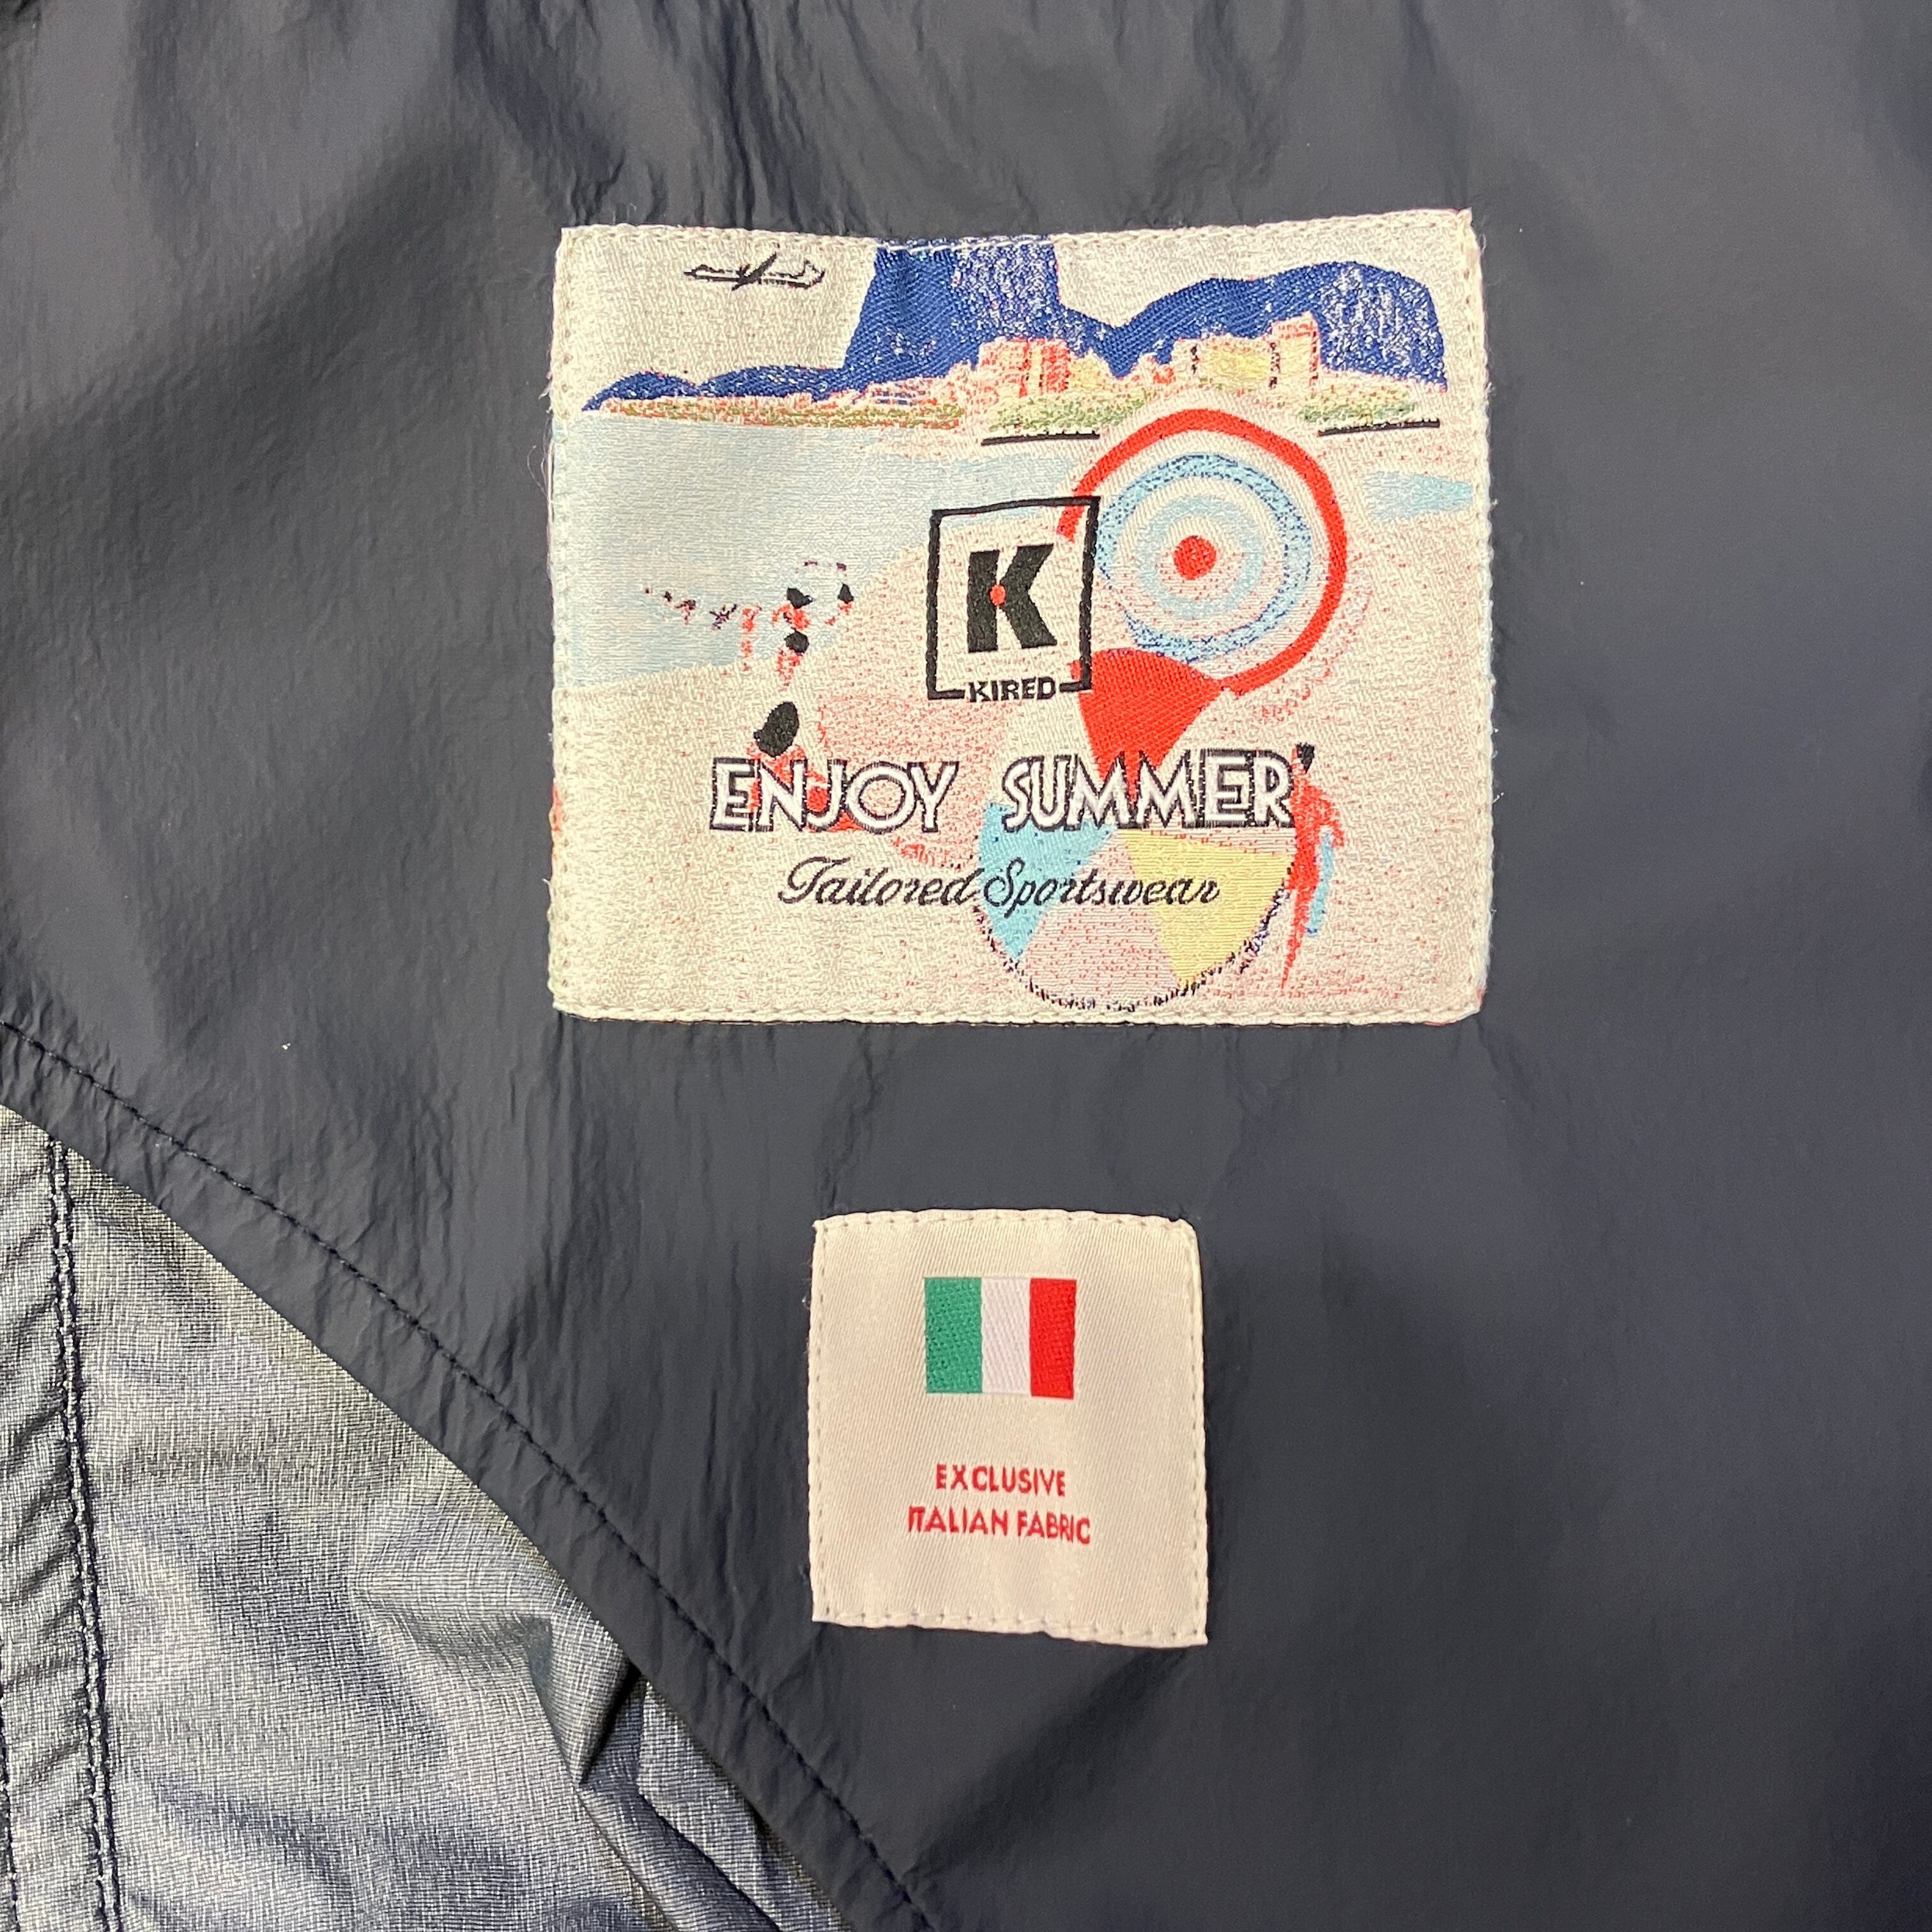 K
KIRED
ENJOY SUMMER
Tailored Sportswear
EXCLUSIVE
ITALIAN FABRIC